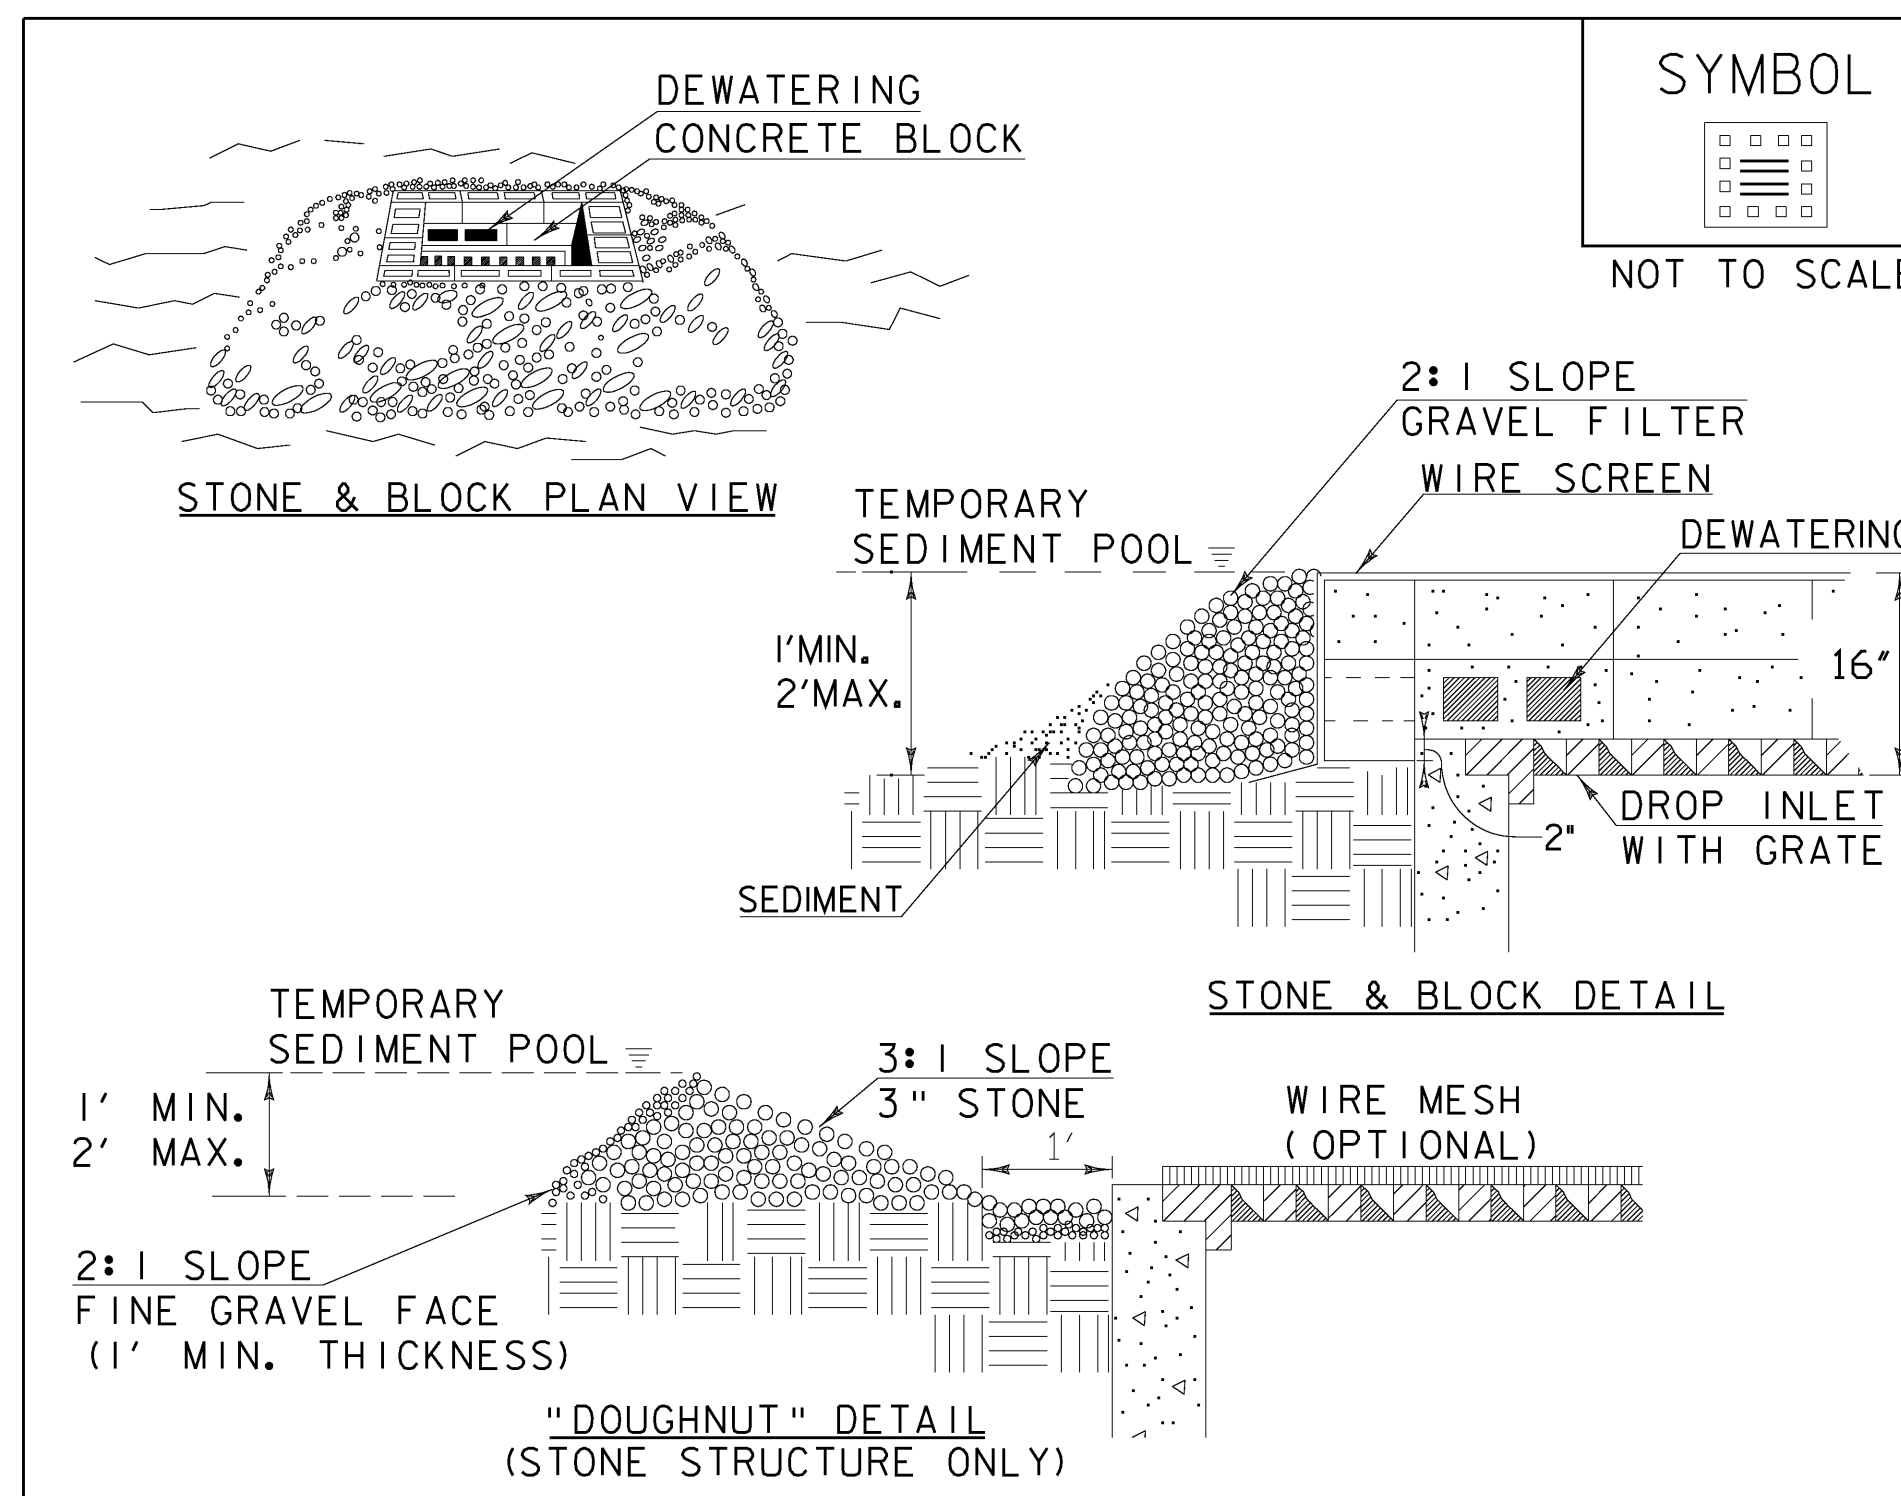 SYMBOL
NOT TO SCALE
DEWATERING
CONCRETE BLOCK
STONE & BLOCK PLAN VIEW
2:1 SLOPE
GRAVEL FILTER
WIRE SCREEN
DEWATERING
TEMPORARY
SEDIMENT POOL
1'MIN.
2'MAX.
16"
2"
DROP INLET
WITH GRATE
SEDIMENT
STONE & BLOCK DETAIL
TEMPORARY
SEDIMENT POOL
1' MIN.
2' MAX.
3:1 SLOPE
3" STONE
1'
WIRE MESH
(OPTIONAL)
2:1 SLOPE
FINE GRAVEL FACE
(1' MIN. THICKNESS)
"DOUGHNUT" DETAIL
(STONE STRUCTURE ONLY)